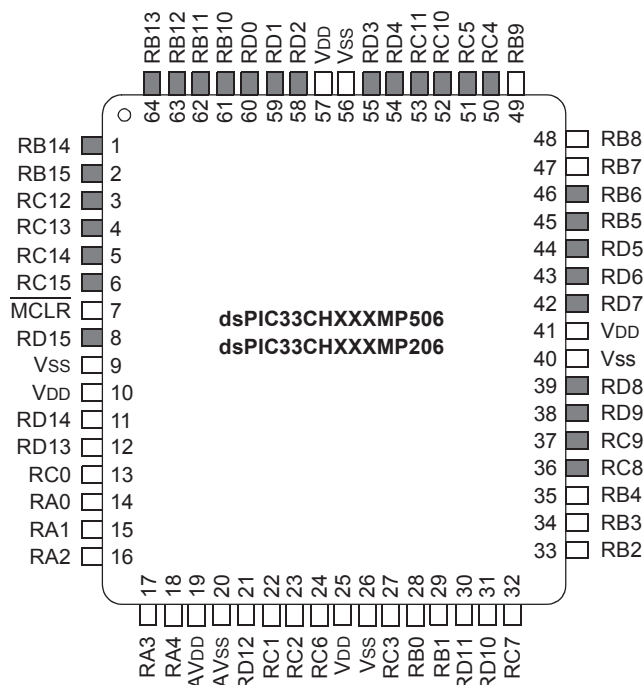 RB13 RB12 RB11 RB10 RD0 RD1 RD2 VDD VSS RD3 RD4 RC11 RC10 RC5 RC4 RB9
64 63 62 61 60 59 58 57 56 55 54 53 52 51 50 49
RB14 1
RB15 2
RC12 3
RC13 4
RC14 5
RC15 6
MCLR 7
RD15 8
VSS 9
VDD 10
RD14 11
RD13 12
RC0 13
RA0 14
RA1 15
RA2 16
dsPIC33CHXXXMP506
dsPIC33CHXXXMP206
48 RB8
47 RB7
46 RB6
45 RB5
44 RD5
43 RD6
42 RD7
41 VDD
40 Vss
39 RD8
38 RD9
37 RC9
36 RC8
35 RB4
34 RB3
33 RB2
17 18 19 20 21 22 23 24 25 26 27 28 29 30 31 32
RA3 RA4 AVDD AVSS RD12 RC1 RC2 RC6 VDD VSS RC3 RB0 RB1 RD11 RD10 RC7